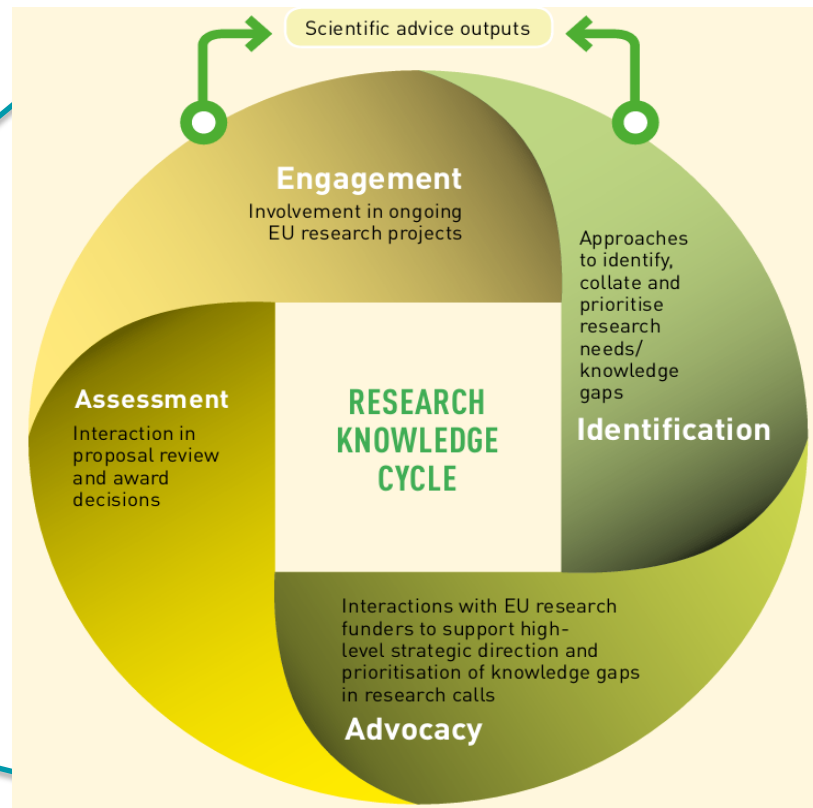 Scientific advice outputs
Engagement
Involvement in ongoing
EU research projects
Approaches
to identify,
collate and
prioritise
research
needs/
knowledge
gaps
Identification
Assessment
Interaction in
proposal review
and award
decisions
RESEARCH
KNOWLEDGE
CYCLE
Interactions with EU research
funders to support high-
level strategic direction and
prioritisation of knowledge gaps
in research calls
Advocacy